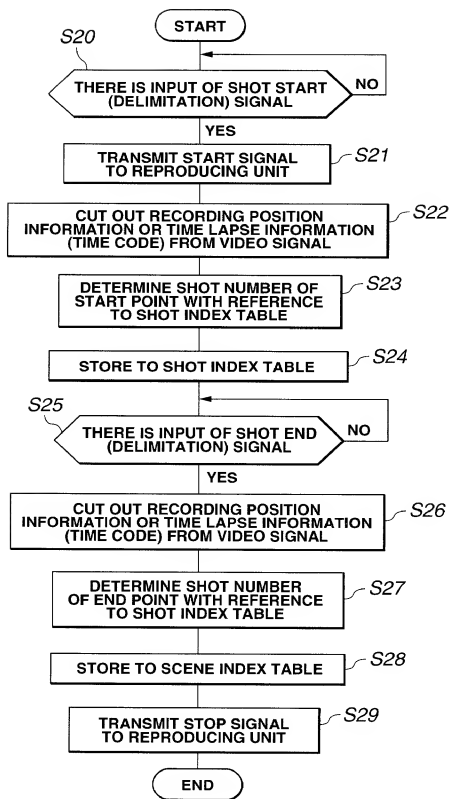 START
S20
THERE IS INPUT OF SHOT START
(DELIMITATION) SIGNAL
NO
YES
TRANSMIT START SIGNAL
TO REPRODUCING UNIT
S21
CUT OUT RECORDING POSITION
INFORMATION OR TIME LAPSE INFORMATION
(TIME CODE) FROM VIDEO SIGNAL
S22
DETERMINE SHOT NUMBER OF
START POINT WITH REFERENCE
TO SHOT INDEX TABLE
S23
STORE TO SHOT INDEX TABLE
S24
S25
THERE IS INPUT OF SHOT END
(DELIMITATION) SIGNAL
NO
YES
CUT OUT RECORDING POSITION
INFORMATION OR TIME LAPSE INFORMATION
(TIME CODE) FROM VIDEO SIGNAL
S26
DETERMINE SHOT NUMBER
OF END POINT WITH REFERENCE
TO SHOT INDEX TABLE
S27
STORE TO SCENE INDEX TABLE
S28
TRANSMIT STOP SIGNAL
TO REPRODUCING UNIT
S29
END